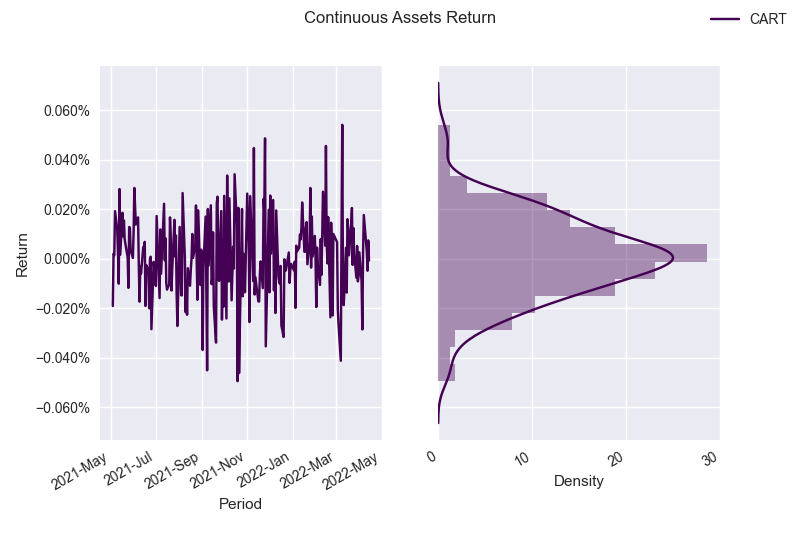 Continuous Assets Return
CART
Return
0.060%
0.040%
0.020%
0.000%
−0.020%
−0.040%
−0.060%
2021-May
2021-Jul
2021-Sep
2021-Nov
2022-Jan
2022-Mar
2022-May
Period
0
10
20
30
Density